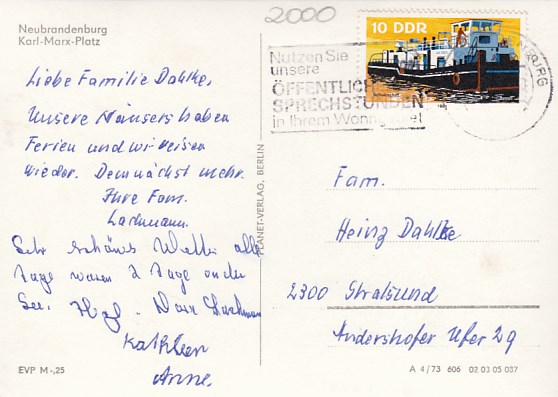 Neubrandenburg
Karl-Marx-Platz
2000
10 DDR
Nutzen Sie
unsere
ÖFFENTLICHEN
SPRECHSTUNDEN
in Ihrem Wohngebiet
Liebe Familie Dahlke,
Unsere Männers haben
Ferien und wir reisen
wieder. Demnächst mehr.
Ihre Fam.
Lachmann.
Sehr schönes Wetter alle
Tage waren 2 Tage an der
See.
Kathleen
Anne.
PLANET-VERLAG, BERLIN
Fam.
Heinz Dahlke
2300 Stralsund
Andershofer Ufer 29
EVP M -,25
A 4/73 606 02 03 05 037